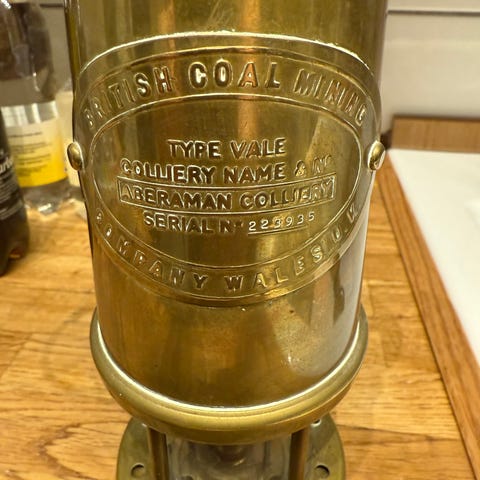 BRITISH COAL MINING
TYPE VALE
COLLIERY NAME & Nº
ABERAMAN COLLIERY
SERIAL Nº 223935
COMPANY WALES U.K.